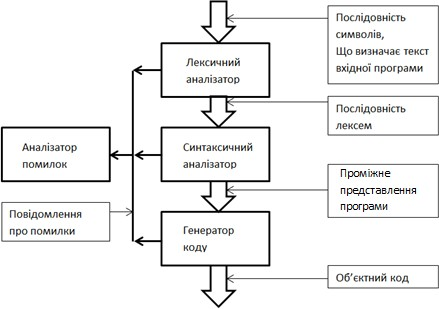 Послідовність
символів,
Що визначає текст
вхідної програми
Лексичний
аналізатор
Послідовність
лексем
Аналізатор
помилок
Синтаксичний
аналізатор
Проміжне
представлення
програми
Повідомлення
про помилки
Генератор
коду
Об’єктний код